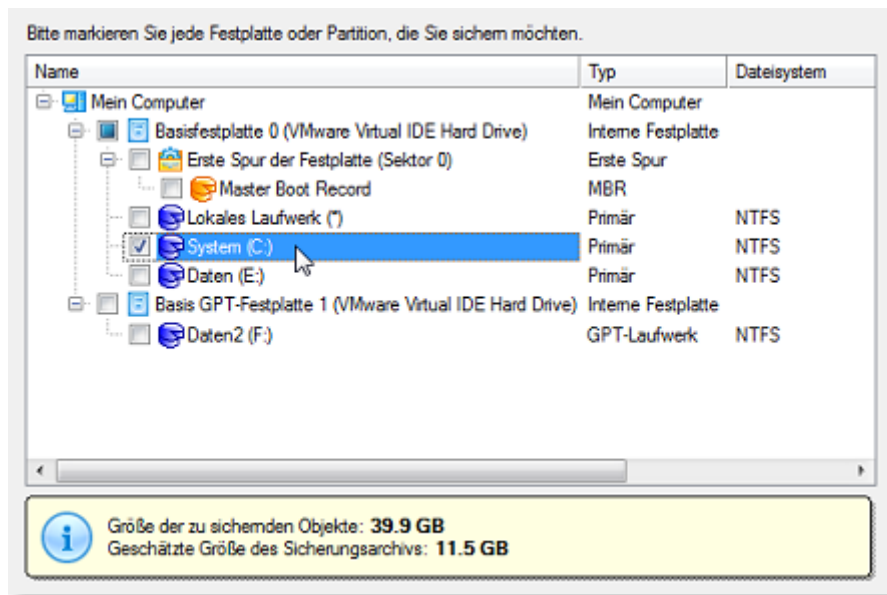 Bitte markieren Sie jede Festplatte oder Partition, die Sie sichern möchten.
Name Typ Dateisystem
Mein Computer Mein Computer
Basisfestplatte 0 (VMware Virtual IDE Hard Drive) Interne Festplatte
Erste Spur der Festplatte (Sektor 0) Erste Spur
Master Boot Record MBR
Lokales Laufwerk (*) Primär NTFS
System (C:) Primär NTFS
Daten (E:) Primär NTFS
Basis GPT-Festplatte 1 (VMware Virtual IDE Hard Drive) Interne Festplatte
Daten2 (F:) GPT-Laufwerk NTFS
Größe der zu sichernden Objekte: 39.9 GB
Geschätzte Größe des Sicherungsarchivs: 11.5 GB